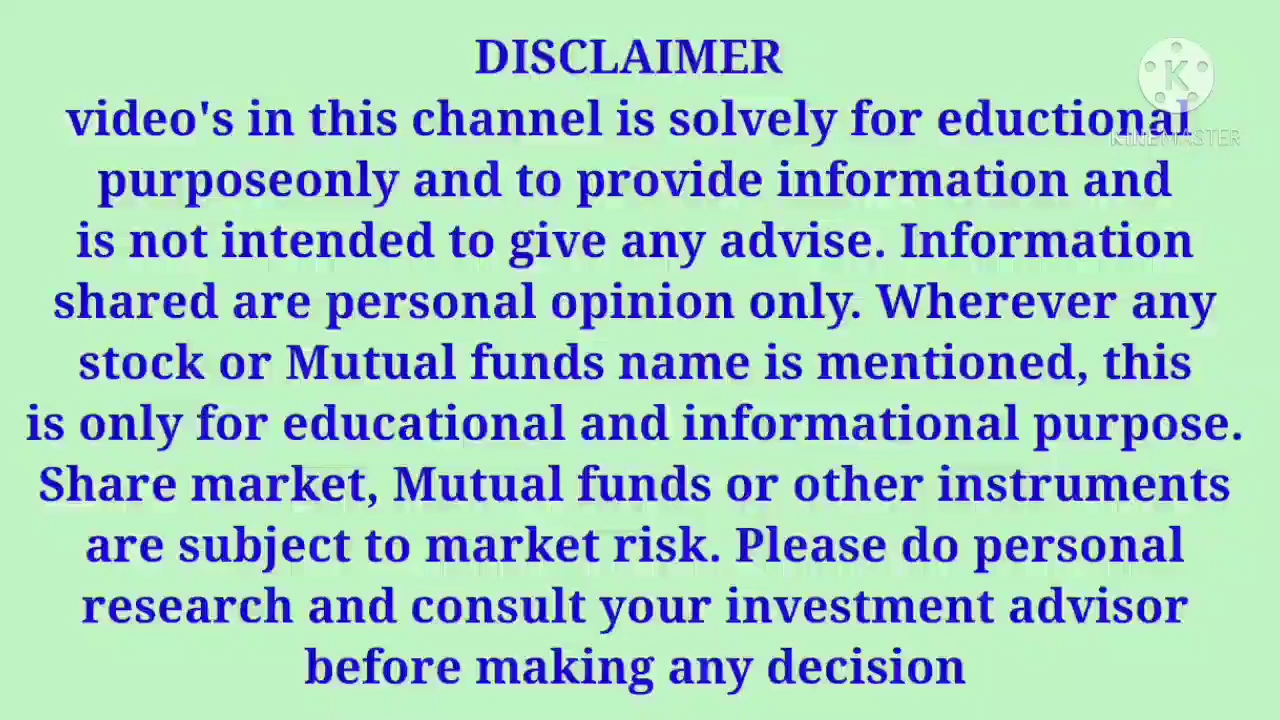 DISCLAIMER
video's in this channel is solvely for eductional
purposeonly and to provide information and
is not intended to give any advise. Information
shared are personal opinion only. Wherever any
stock or Mutual funds name is mentioned, this
is only for educational and informational purpose.
Share market, Mutual funds or other instruments
are subject to market risk. Please do personal
research and consult your investment advisor
before making any decision
K
KINEMASTER